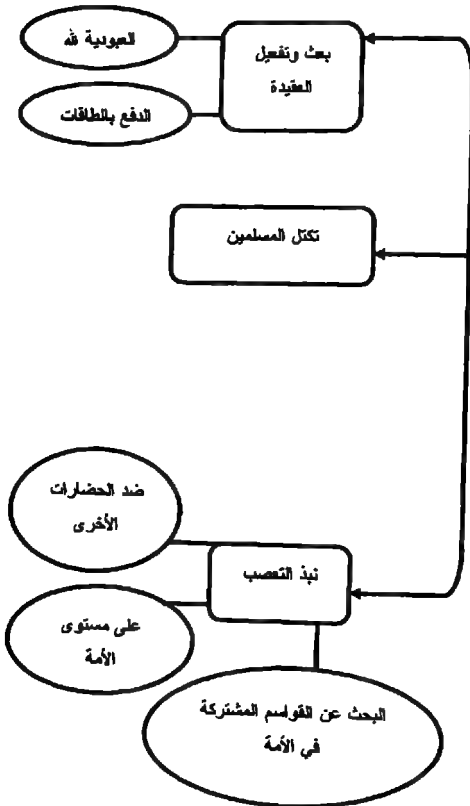 بعث وتفعيل
العقيدة
العبودية لله
الدفع بالطاقات
تكتل المسلمين
نبذ التعصب
ضد الحضارات
الأخرى
على مستوى
الأمة
البحث عن القواسم المشتركة
في الأمة